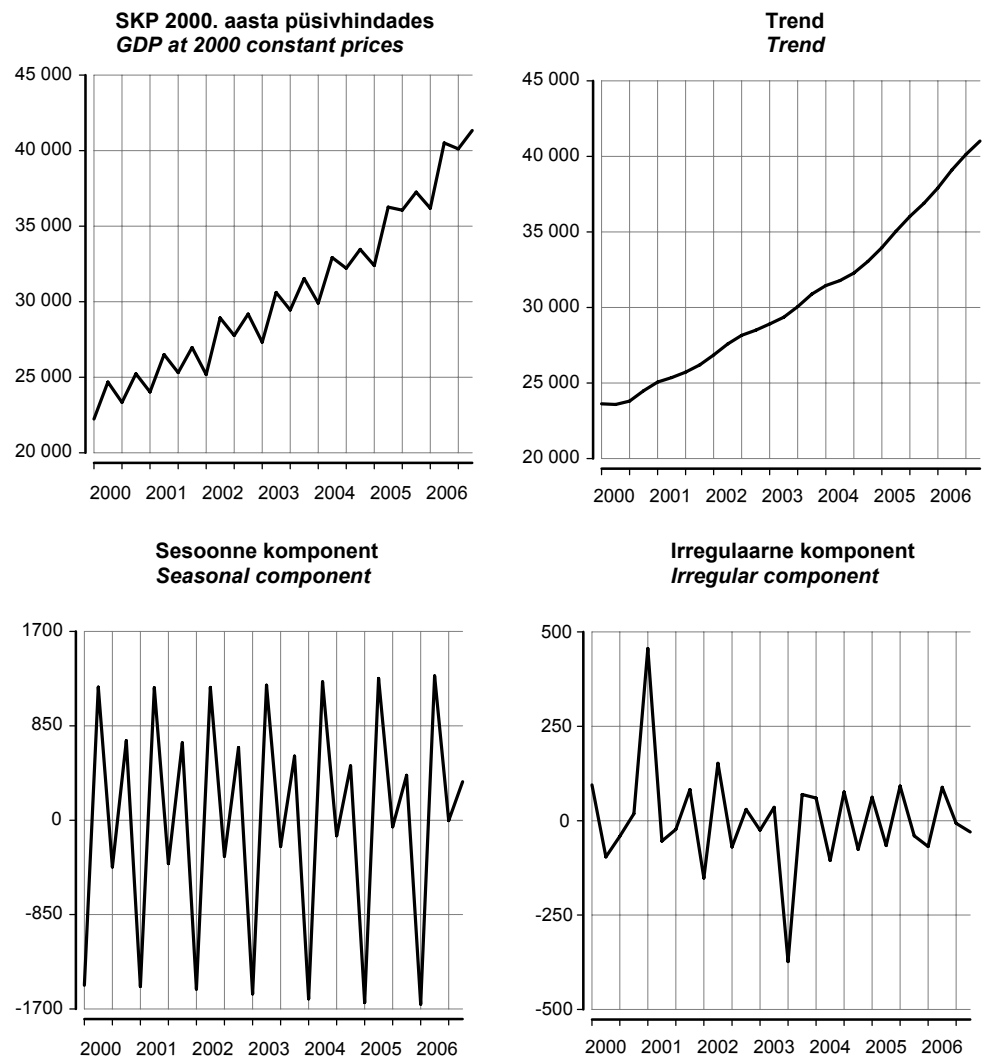 SKP 2000. aasta püsivhindades
GDP at 2000 constant prices
45 000
40 000
35 000
30 000
25 000
20 000
2000 2001 2002 2003 2004 2005 2006
Trend
Trend
45 000
40 000
35 000
30 000
25 000
20 000
2000 2001 2002 2003 2004 2005 2006
Sesoonne komponent
Seasonal component
1700
850
0
-850
-1700
2000 2001 2002 2003 2004 2005 2006
Irregulaarne komponent
Irregular component
500
250
0
-250
-500
2000 2001 2002 2003 2004 2005 2006